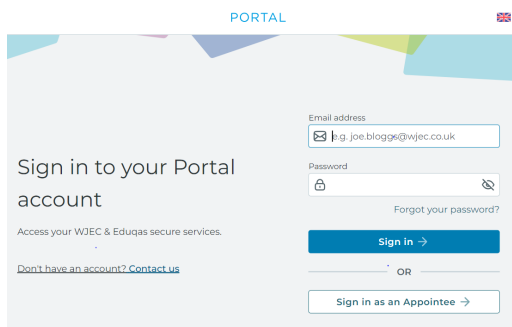 PORTAL
Sign in to your Portal
account
Access your WJEC & Eduqas secure services.
Don't have an account? Contact us
Email address
e.g. joe.bloggs@wjec.co.uk
Password
Forgot your password?
Sign in →
OR
Sign in as an Appointee →